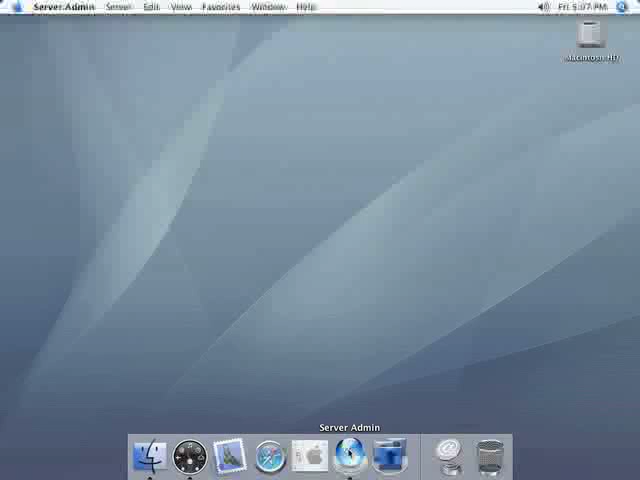 Server Admin Server Edit View Favorites Window Help Fri 5:07 PM
Macintosh HD
Server Admin